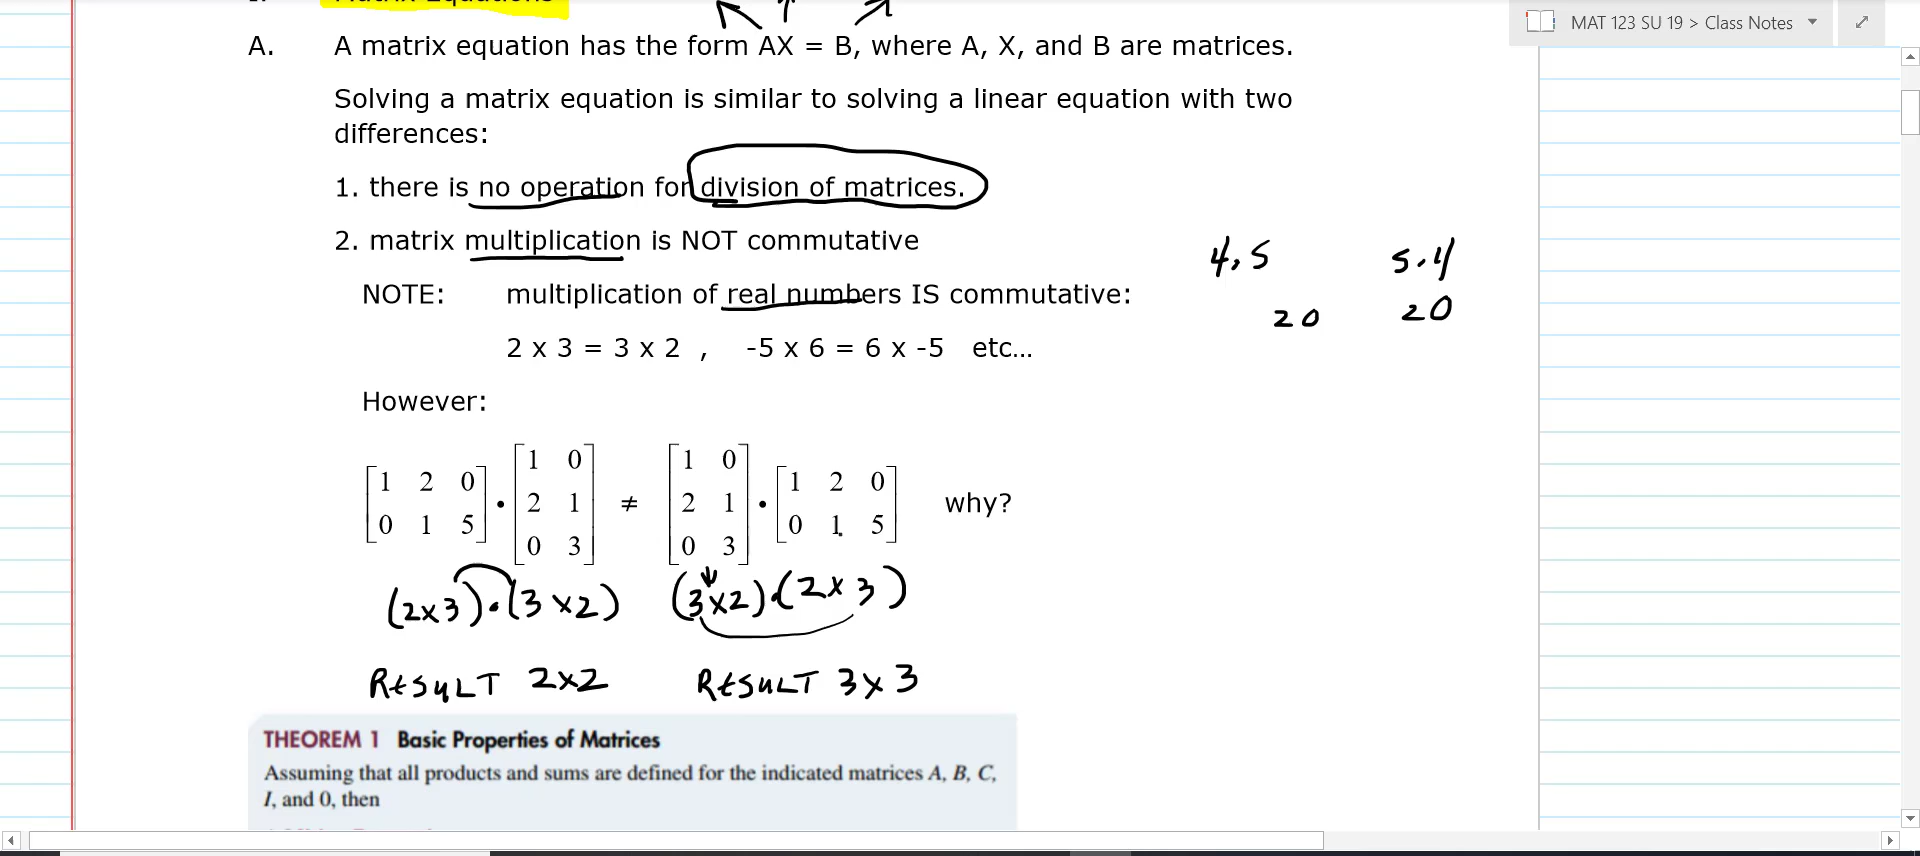 MAT 123 SU 19 > Class Notes
Matrix Equations
A. A matrix equation has the form AX = B, where A, X, and B are matrices.
Solving a matrix equation is similar to solving a linear equation with two
differences:
1. there is no operation for division of matrices.
2. matrix multiplication is NOT commutative
4.5 5.4
NOTE: multiplication of real numbers IS commutative:
20 20
2 x 3 = 3 x 2 , -5 x 6 = 6 x -5 etc...
However:
[1 2 0 [1 0 [1 0 [1 2 0
0 1 5] • 2 1 ≠ 2 1 • 0 1 5] why?
0 3] 0 3]
(2x3).(3x2) (3x2).(2x3)
RESULT 2x2 RESULT 3x3
THEOREM 1 Basic Properties of Matrices
Assuming that all products and sums are defined for the indicated matrices A, B, C,
I, and 0, then